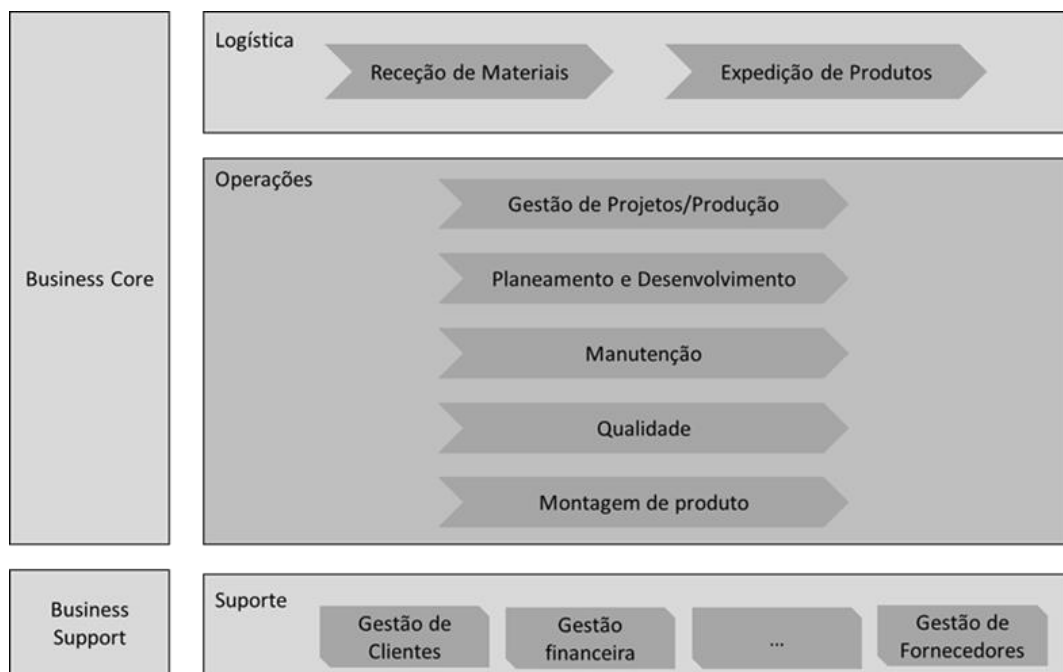 Business Core
Logística
Receção de Materiais
Expedição de Produtos
Operações
Gestão de Projetos/Produção
Planeamento e Desenvolvimento
Manutenção
Qualidade
Montagem de produto
Business
Support
Suporte
Gestão de
Clientes
Gestão
financeira
...
Gestão de
Fornecedores